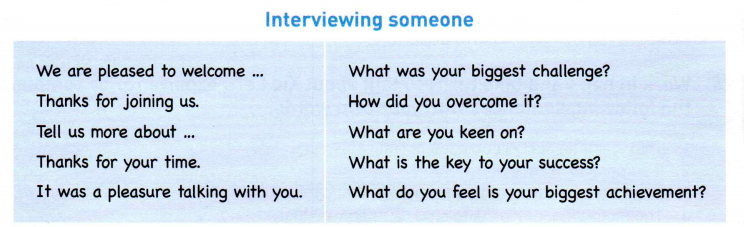 Interviewing someone
We are pleased to welcome ...
Thanks for joining us.
Tell us more about ...
Thanks for your time.
It was a pleasure talking with you.
What was your biggest challenge?
How did you overcome it?
What are you keen on?
What is the key to your success?
What do you feel is your biggest achievement?